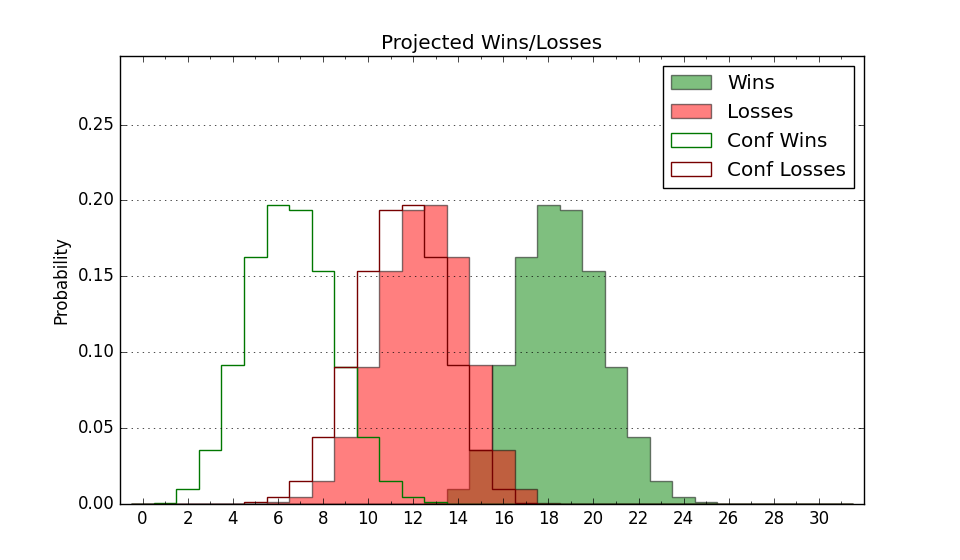 Projected Wins/Losses
Wins
Losses
Conf Wins
Conf Losses
Probability
0.25
0.20
0.15
0.10
0.05
0.00
0 2 4 6 8 10 12 14 16 18 20 22 24 26 28 30